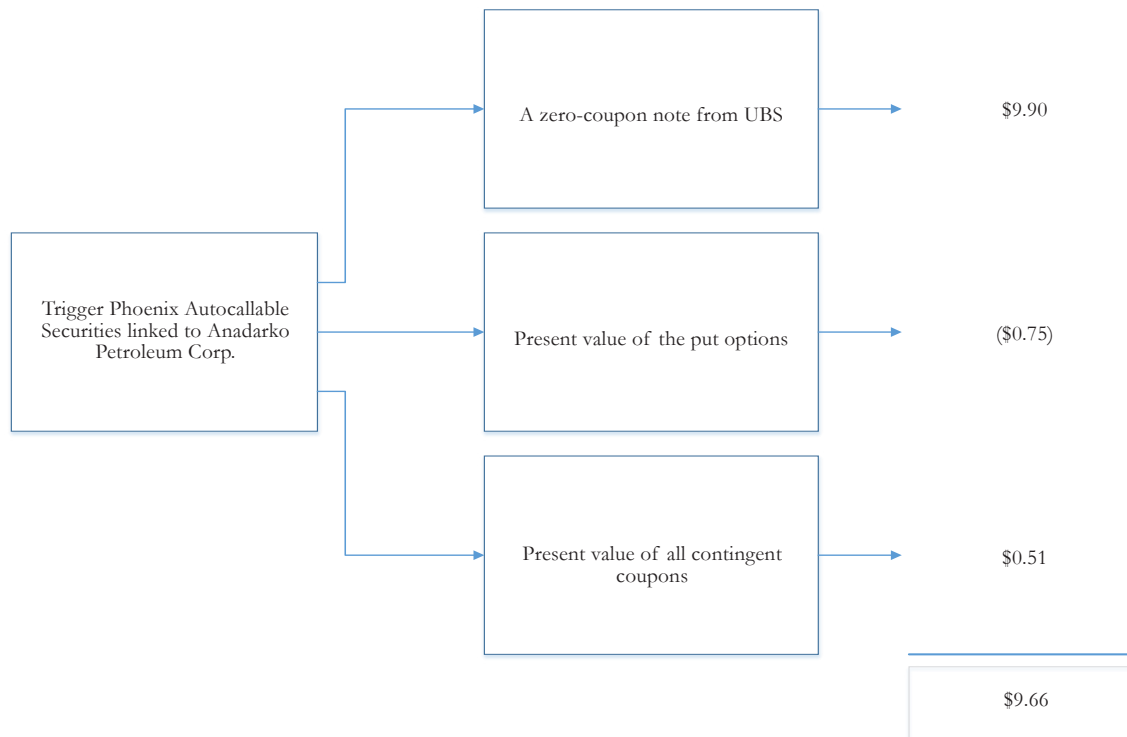 A zero-coupon note from UBS
$9.90
Trigger Phoenix Autocallable
Securities linked to Anadarko
Petroleum Corp.
Present value of the put options
($0.75)
Present value of all contingent
coupons
$0.51
$9.66